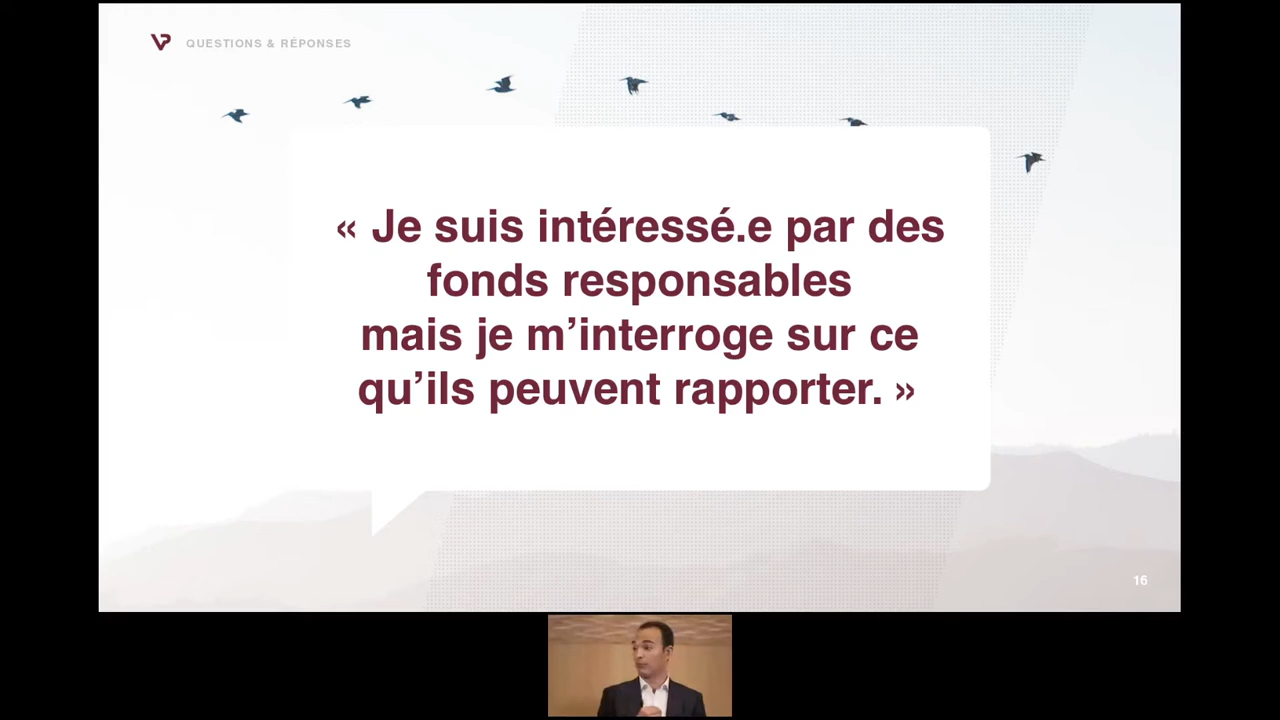 VP QUESTIONS & RÉPONSES
« Je suis intéressé.e par des
fonds responsables
mais je m’interroge sur ce
qu’ils peuvent rapporter. »
16